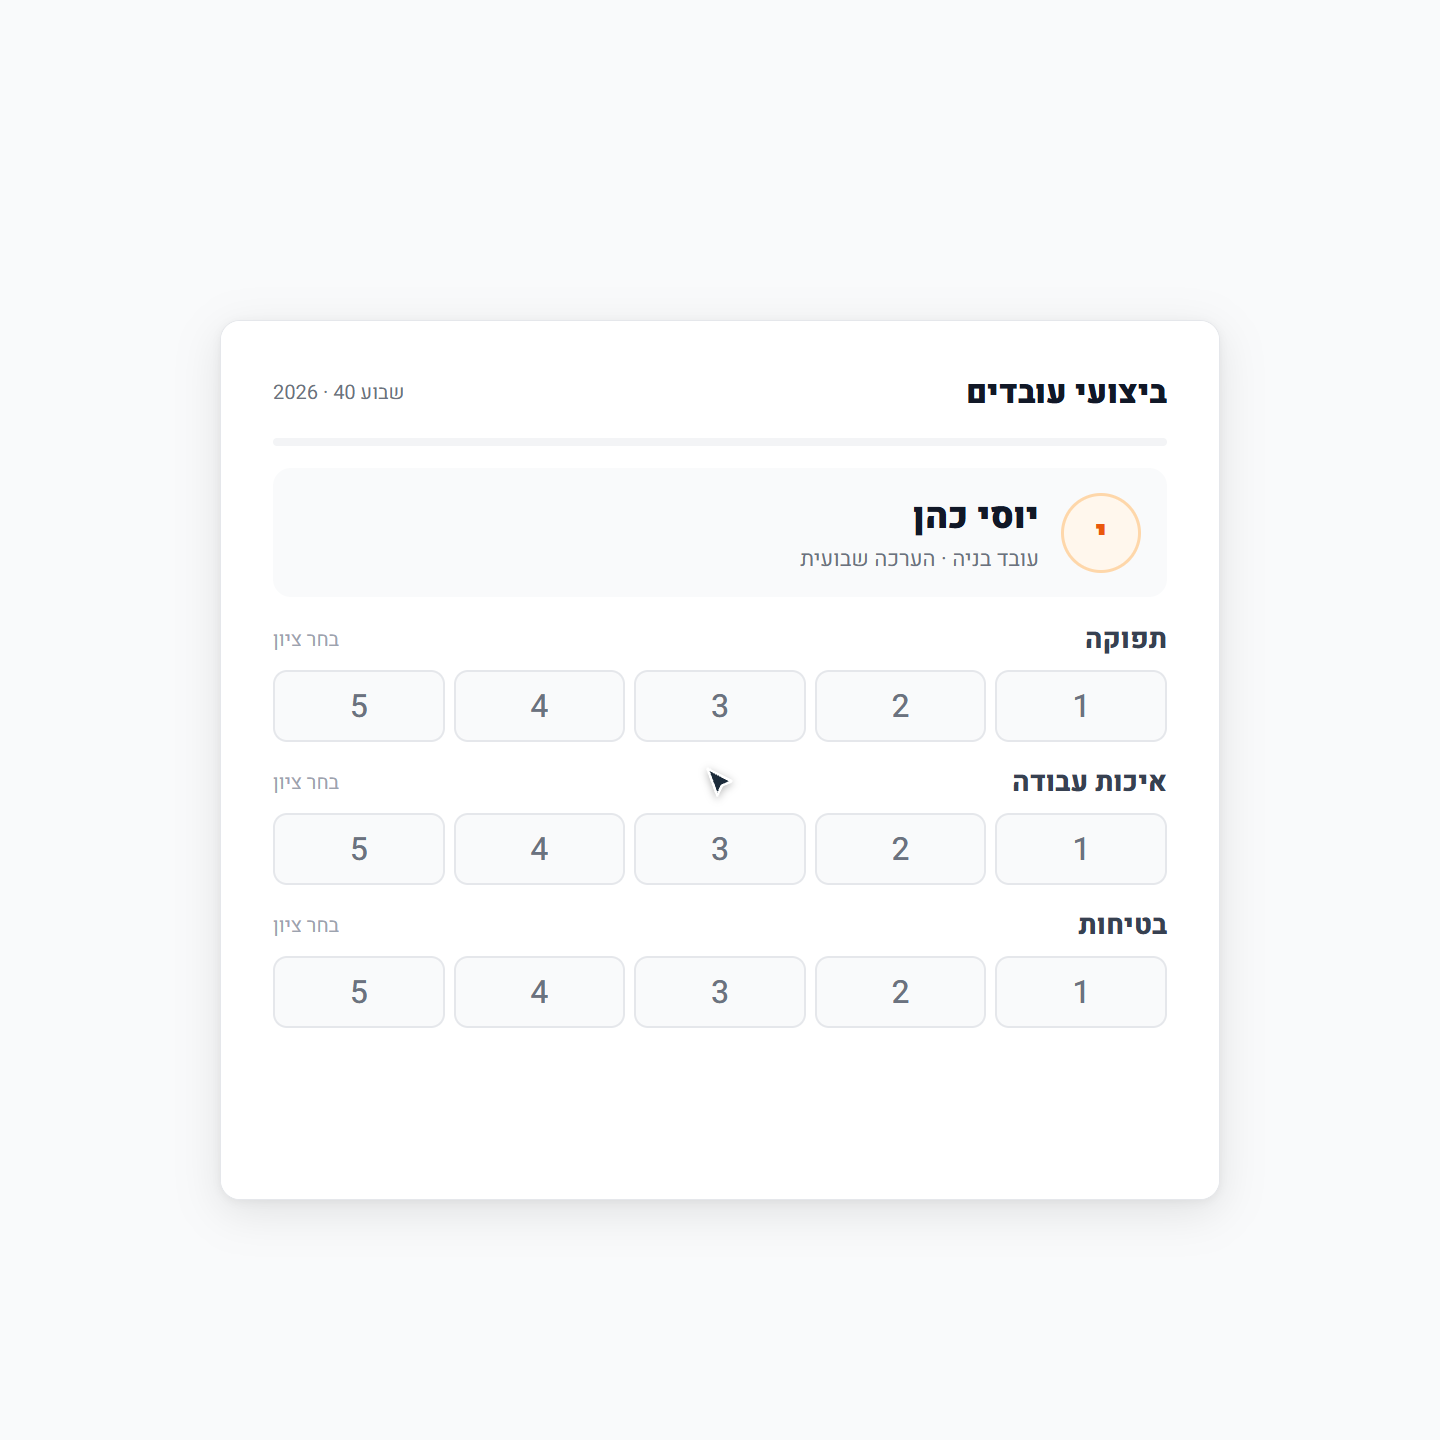 ביצועי עובדים
שבוע 40 · 2026
י
יוסי כהן
עובד בניה · הערכה שבועית
תפוקה
בחר ציון
1 2 3 4 5
איכות עבודה
בחר ציון
1 2 3 4 5
בטיחות
בחר ציון
1 2 3 4 5